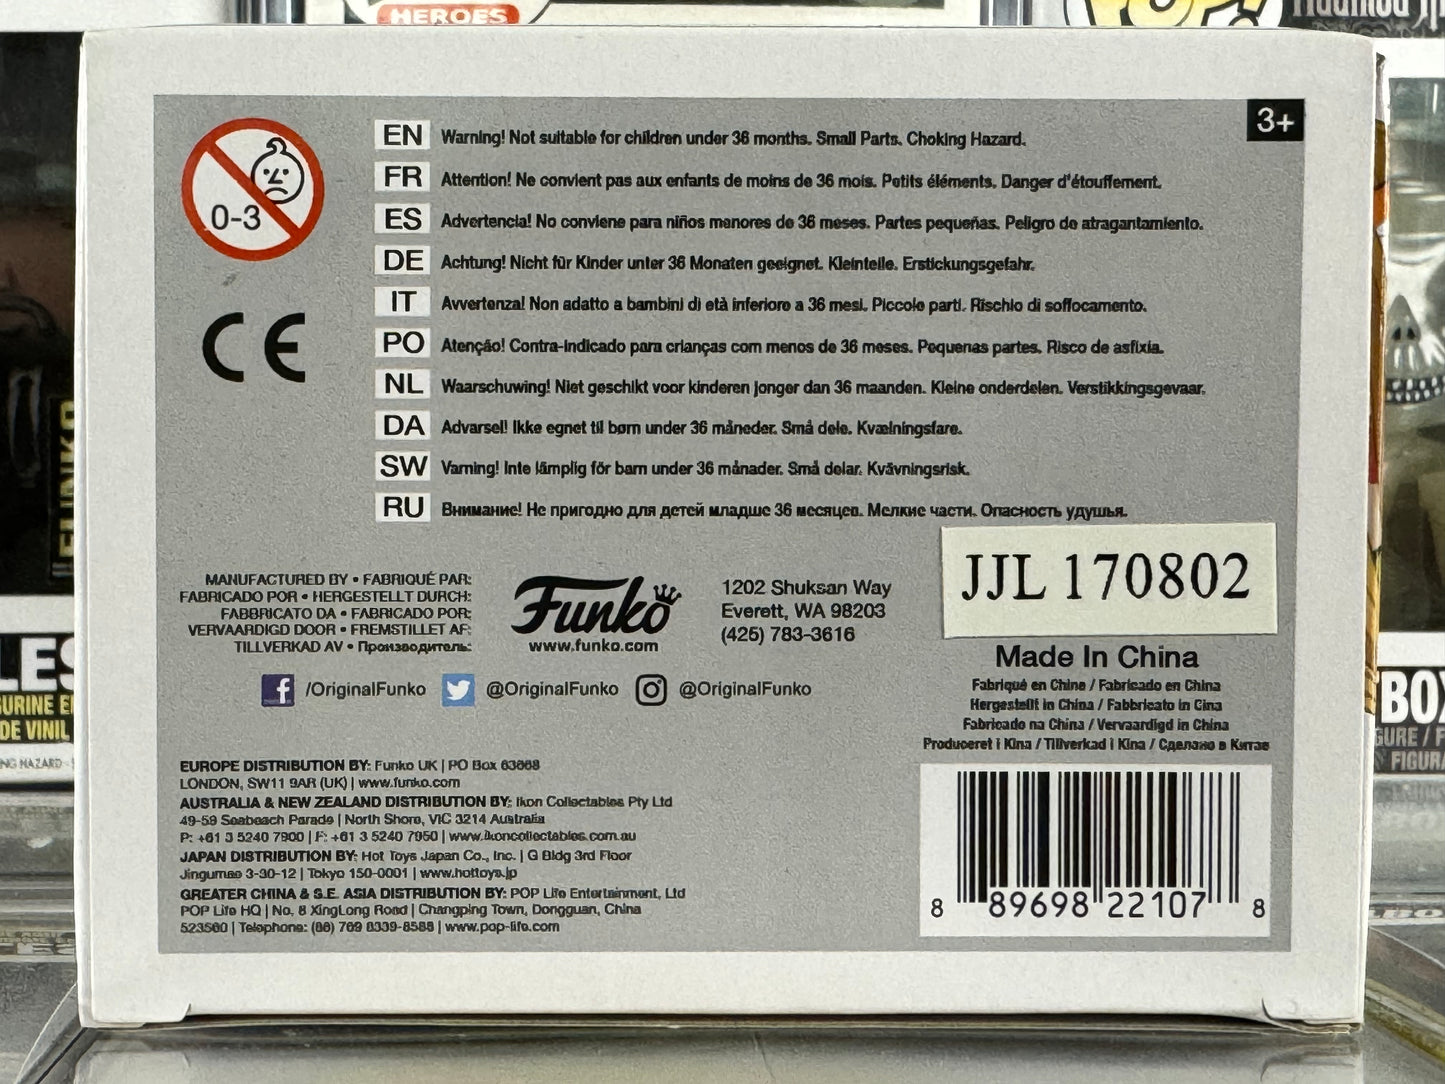 HEROES
POP!
3+
0-3
CE
EN Warning! Not suitable for children under 36 months. Small Parts. Choking Hazard.
FR Attention! Ne convient pas aux enfants de moins de 36 mois. Petits éléments. Danger d'étouffement.
ES Advertencia! No conviene para niños menores de 36 meses. Partes pequeñas. Peligro de atragantamiento.
DE Achtung! Nicht für Kinder unter 36 Monaten geeignet. Kleinteile. Erstickungsgefahr.
IT Avvertenza! Non adatto a bambini di età inferiore a 36 mesi. Piccole parti. Rischio di soffocamento.
PO Atenção! Contra-indicado para crianças com menos de 36 meses. Pequenas partes. Risco de asfixia.
NL Waarschuwing! Niet geschikt voor kinderen jonger dan 36 maanden. Kleine onderdelen. Verstikkingsgevaar.
DA Advarsel! Ikke egnet til børn under 36 måneder. Små dele. Kvælningsfare.
SW Varning! Inte lämplig för barn under 36 månader. Små delar. Kvävningsrisk.
RU Внимание! Не пригодно для детей младше 36 месяцев. Мелкие части. Опасность удушья.
MANUFACTURED BY • FABRIQUÉ PAR:
FABRICADO POR • HERGESTELLT DURCH:
FABBRICATO DA • FABRICADO POR:
VERVAARDIGD DOOR • FREMSTILLET AF:
TILLVERKAD AV • Производитель:
Funko
www.funko.com
1202 Shuksan Way
Everett, WA 98203
(425) 783-3616
JJL 170802
/OriginalFunko @OriginalFunko @OriginalFunko
Made In China
Fabriqué en Chine / Fabricado en China
Hergestellt in China / Fabbricato in Cina
Fabricado na China / Vervaardigd in China
Produceret i Kina / Tillverkad i Kina / Сделано в Китае
EUROPE DISTRIBUTION BY: Funko UK | PO Box 63668
LONDON, SW11 9AR (UK) | www.funko.com
AUSTRALIA & NEW ZEALAND DISTRIBUTION BY: Ikon Collectables Pty Ltd
49-59 Seabeach Parade | North Shore, VIC 3214 Australia
P: +61 3 5240 7900 | F: +61 3 5240 7950 | www.ikoncollectables.com.au
JAPAN DISTRIBUTION BY: Hot Toys Japan Co., Inc. | G Bldg 3rd Floor
Jingumae 3-30-12 | Tokyo 150-0001 | www.hottoys.jp
GREATER CHINA & S.E. ASIA DISTRIBUTION BY: POP Life Entertainment, Ltd
POP Life HQ | No. 8 XingLong Road | Changping Town, Dongguan, China
523560 | Telephone: (86) 769 8339-8588 | www.pop-life.com
8 89698 22107 8
FUNKO
DE VINIL